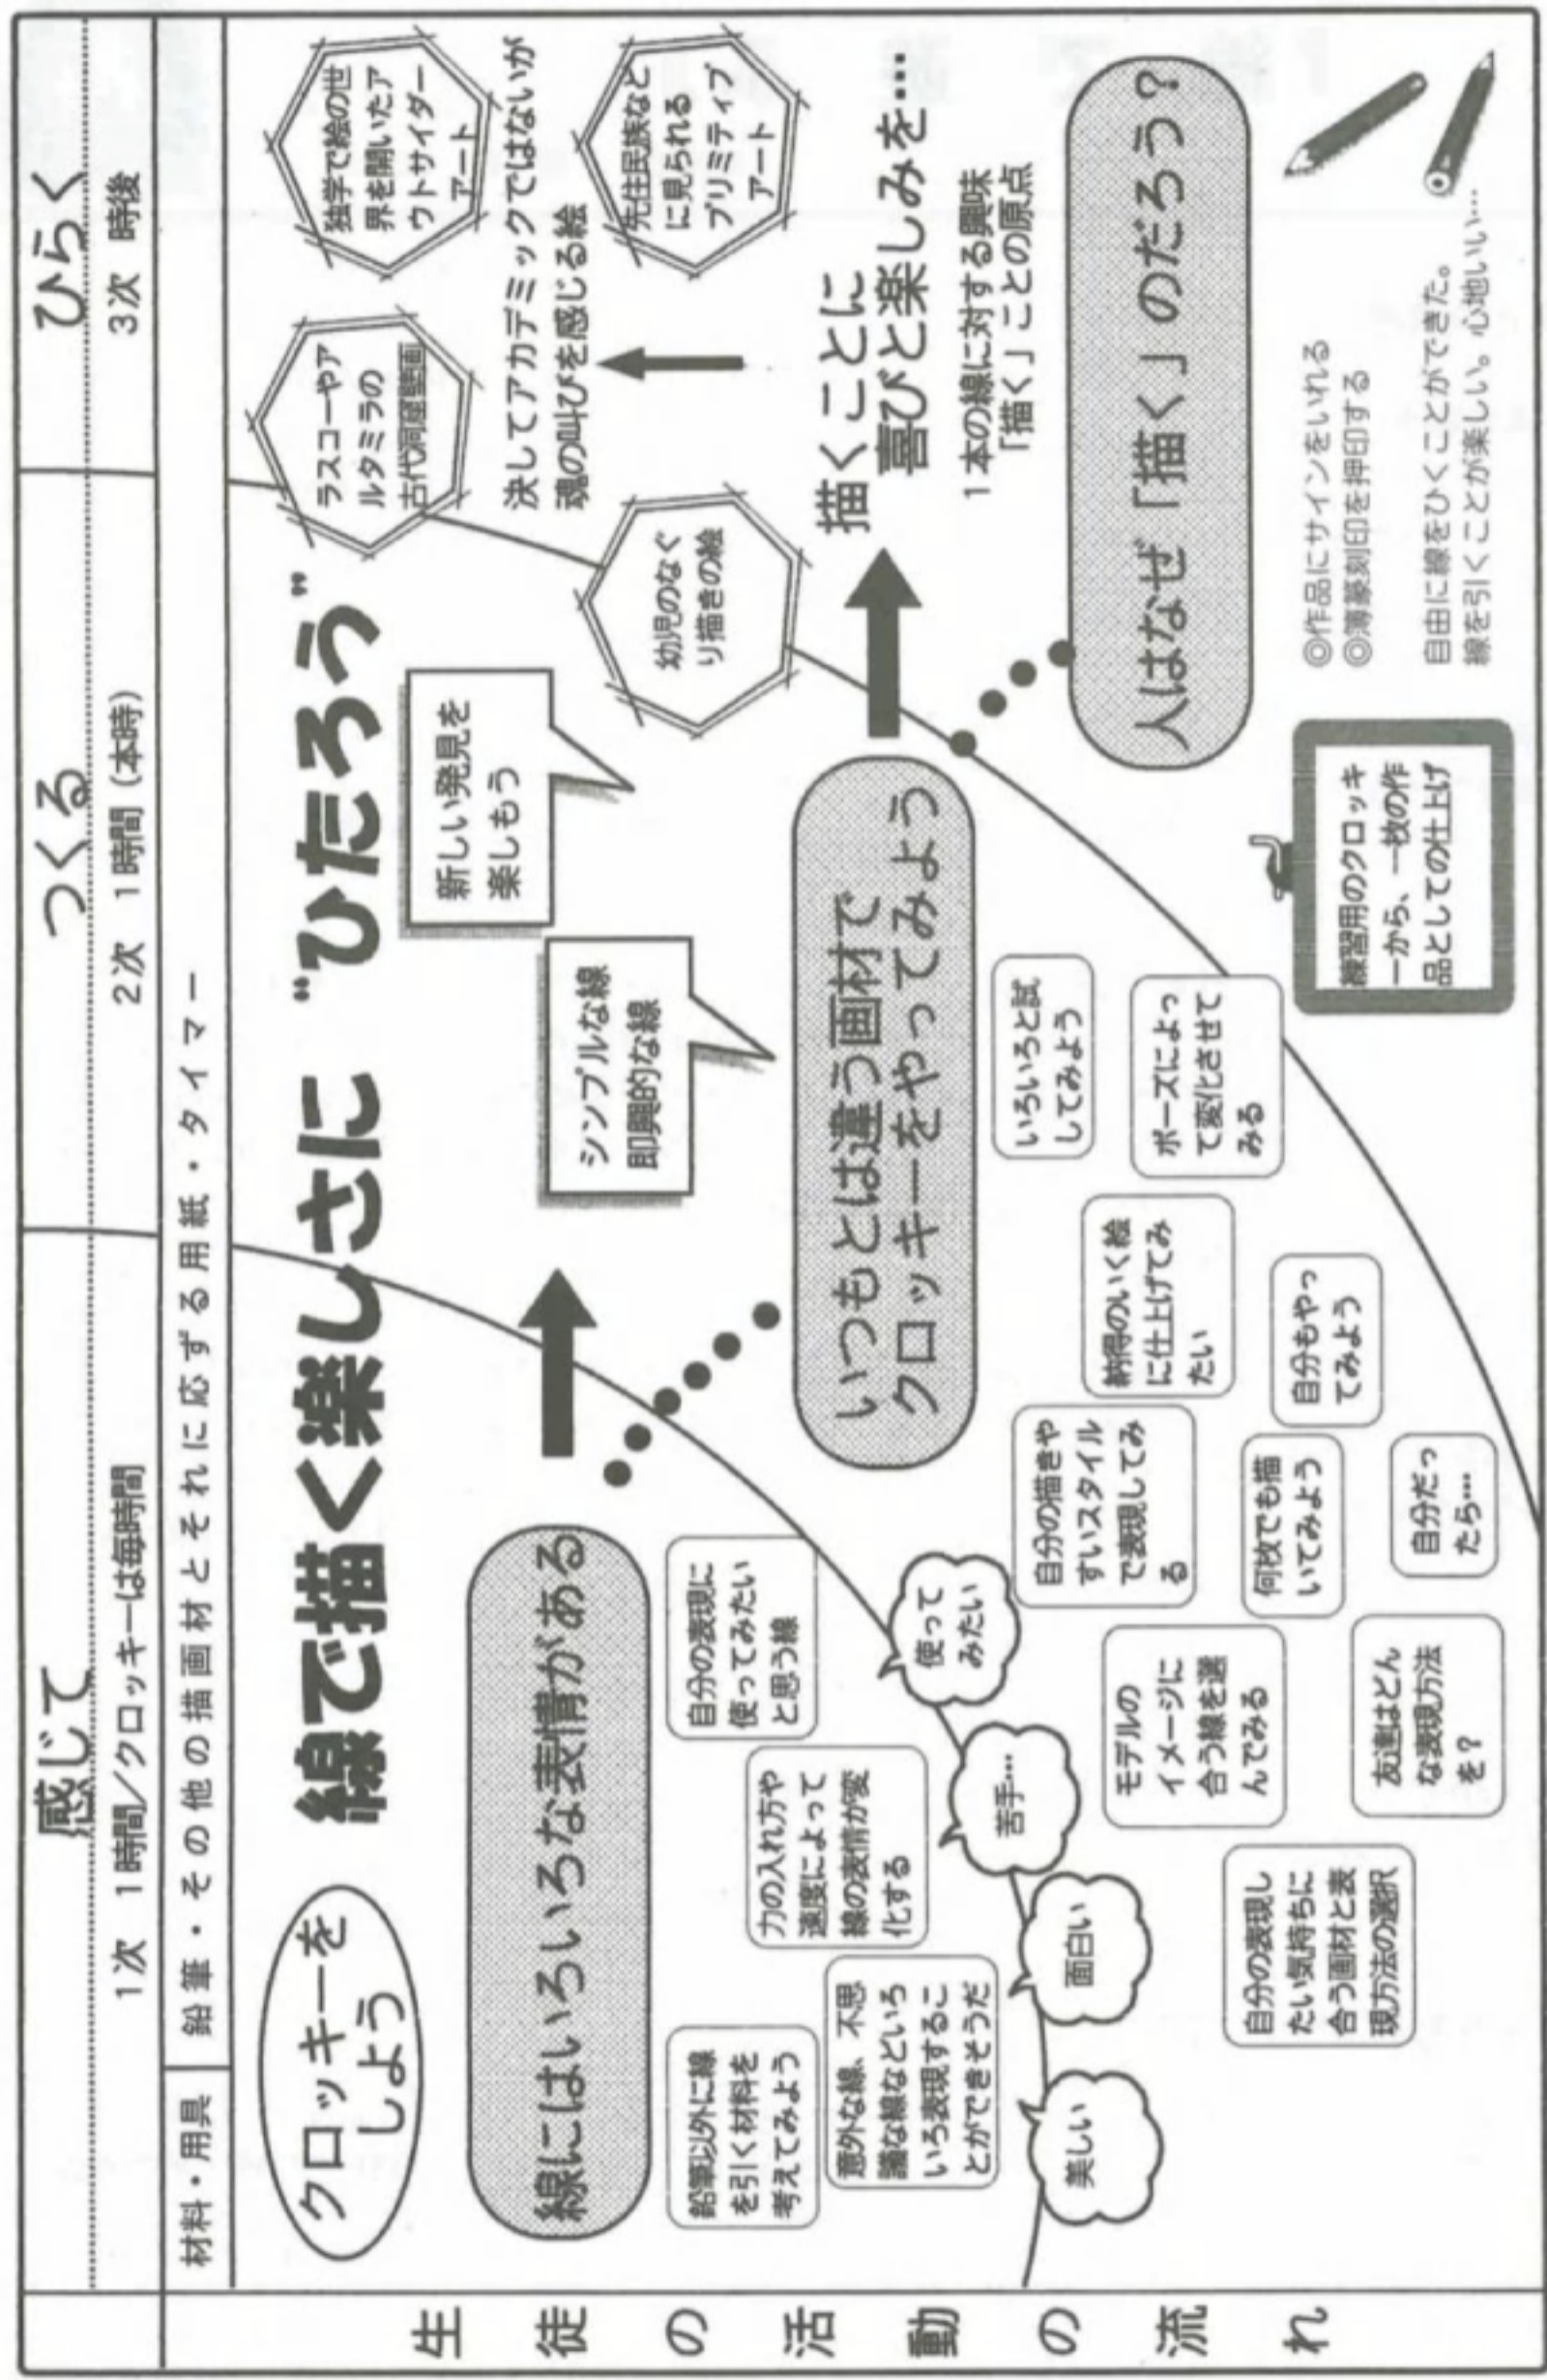 感じて
つくる
ひらく
1次　1時間／クロッキーは毎時間
2次　1時間（本時）
3次　時後
材料・用具
鉛筆・その他の描画材とそれに応ずる用紙・タイマー
生徒の活動の流れ
クロッキーを
しよう
線で描く楽しさに　“ひたろう”
線にはいろいろな表情がある
鉛筆以外に線
を引く材料を
考えてみよう
意外な線、不思
議な線などいろ
いろ表現するこ
とができそうだ
力の入れ方や
速度によって
線の表情が変
化する
自分の表現に
使ってみたい
と思う線
美しい
面白い
苦手…
使って
みたい
シンプルな線
即興的な線
新しい発見を
楽しもう
いつもとは違う画材で
クロッキーをやってみよう
自分の表現し
たい気持ちに
合う画材と表
現方法の選択
モデルの
イメージに
合う線を選
んでみる
友達はどん
な表現方法
を？
自分の描きや
すいスタイル
で表現してみ
る
何枚でも描
いてみよう
自分だっ
たら…
納得のいく絵
に仕上げてみ
たい
自分もやっ
てみよう
いろいろと試
してみよう
ポーズによっ
て変化させて
みる
練習用のクロッキ
ーから、一枚の作
品としての仕上げ
幼児のなぐ
り描きの絵
ラスコーやア
ルタミラの
古代洞窟壁画
独学で絵の世
界を開いたア
ウトサイダー
アート
決してアカデミックではないが
魂の叫びを感じる絵
先住民族など
に見られる
プリミティブ
アート
描くことに
喜びと楽しみを…
1本の線に対する興味
「描く」ことの原点
人はなぜ「描く」のだろう？
◎作品にサインをいれる
◎簿篆刻印を押印する
自由に線をひくことができた。
線を引くことが楽しい。心地いい…